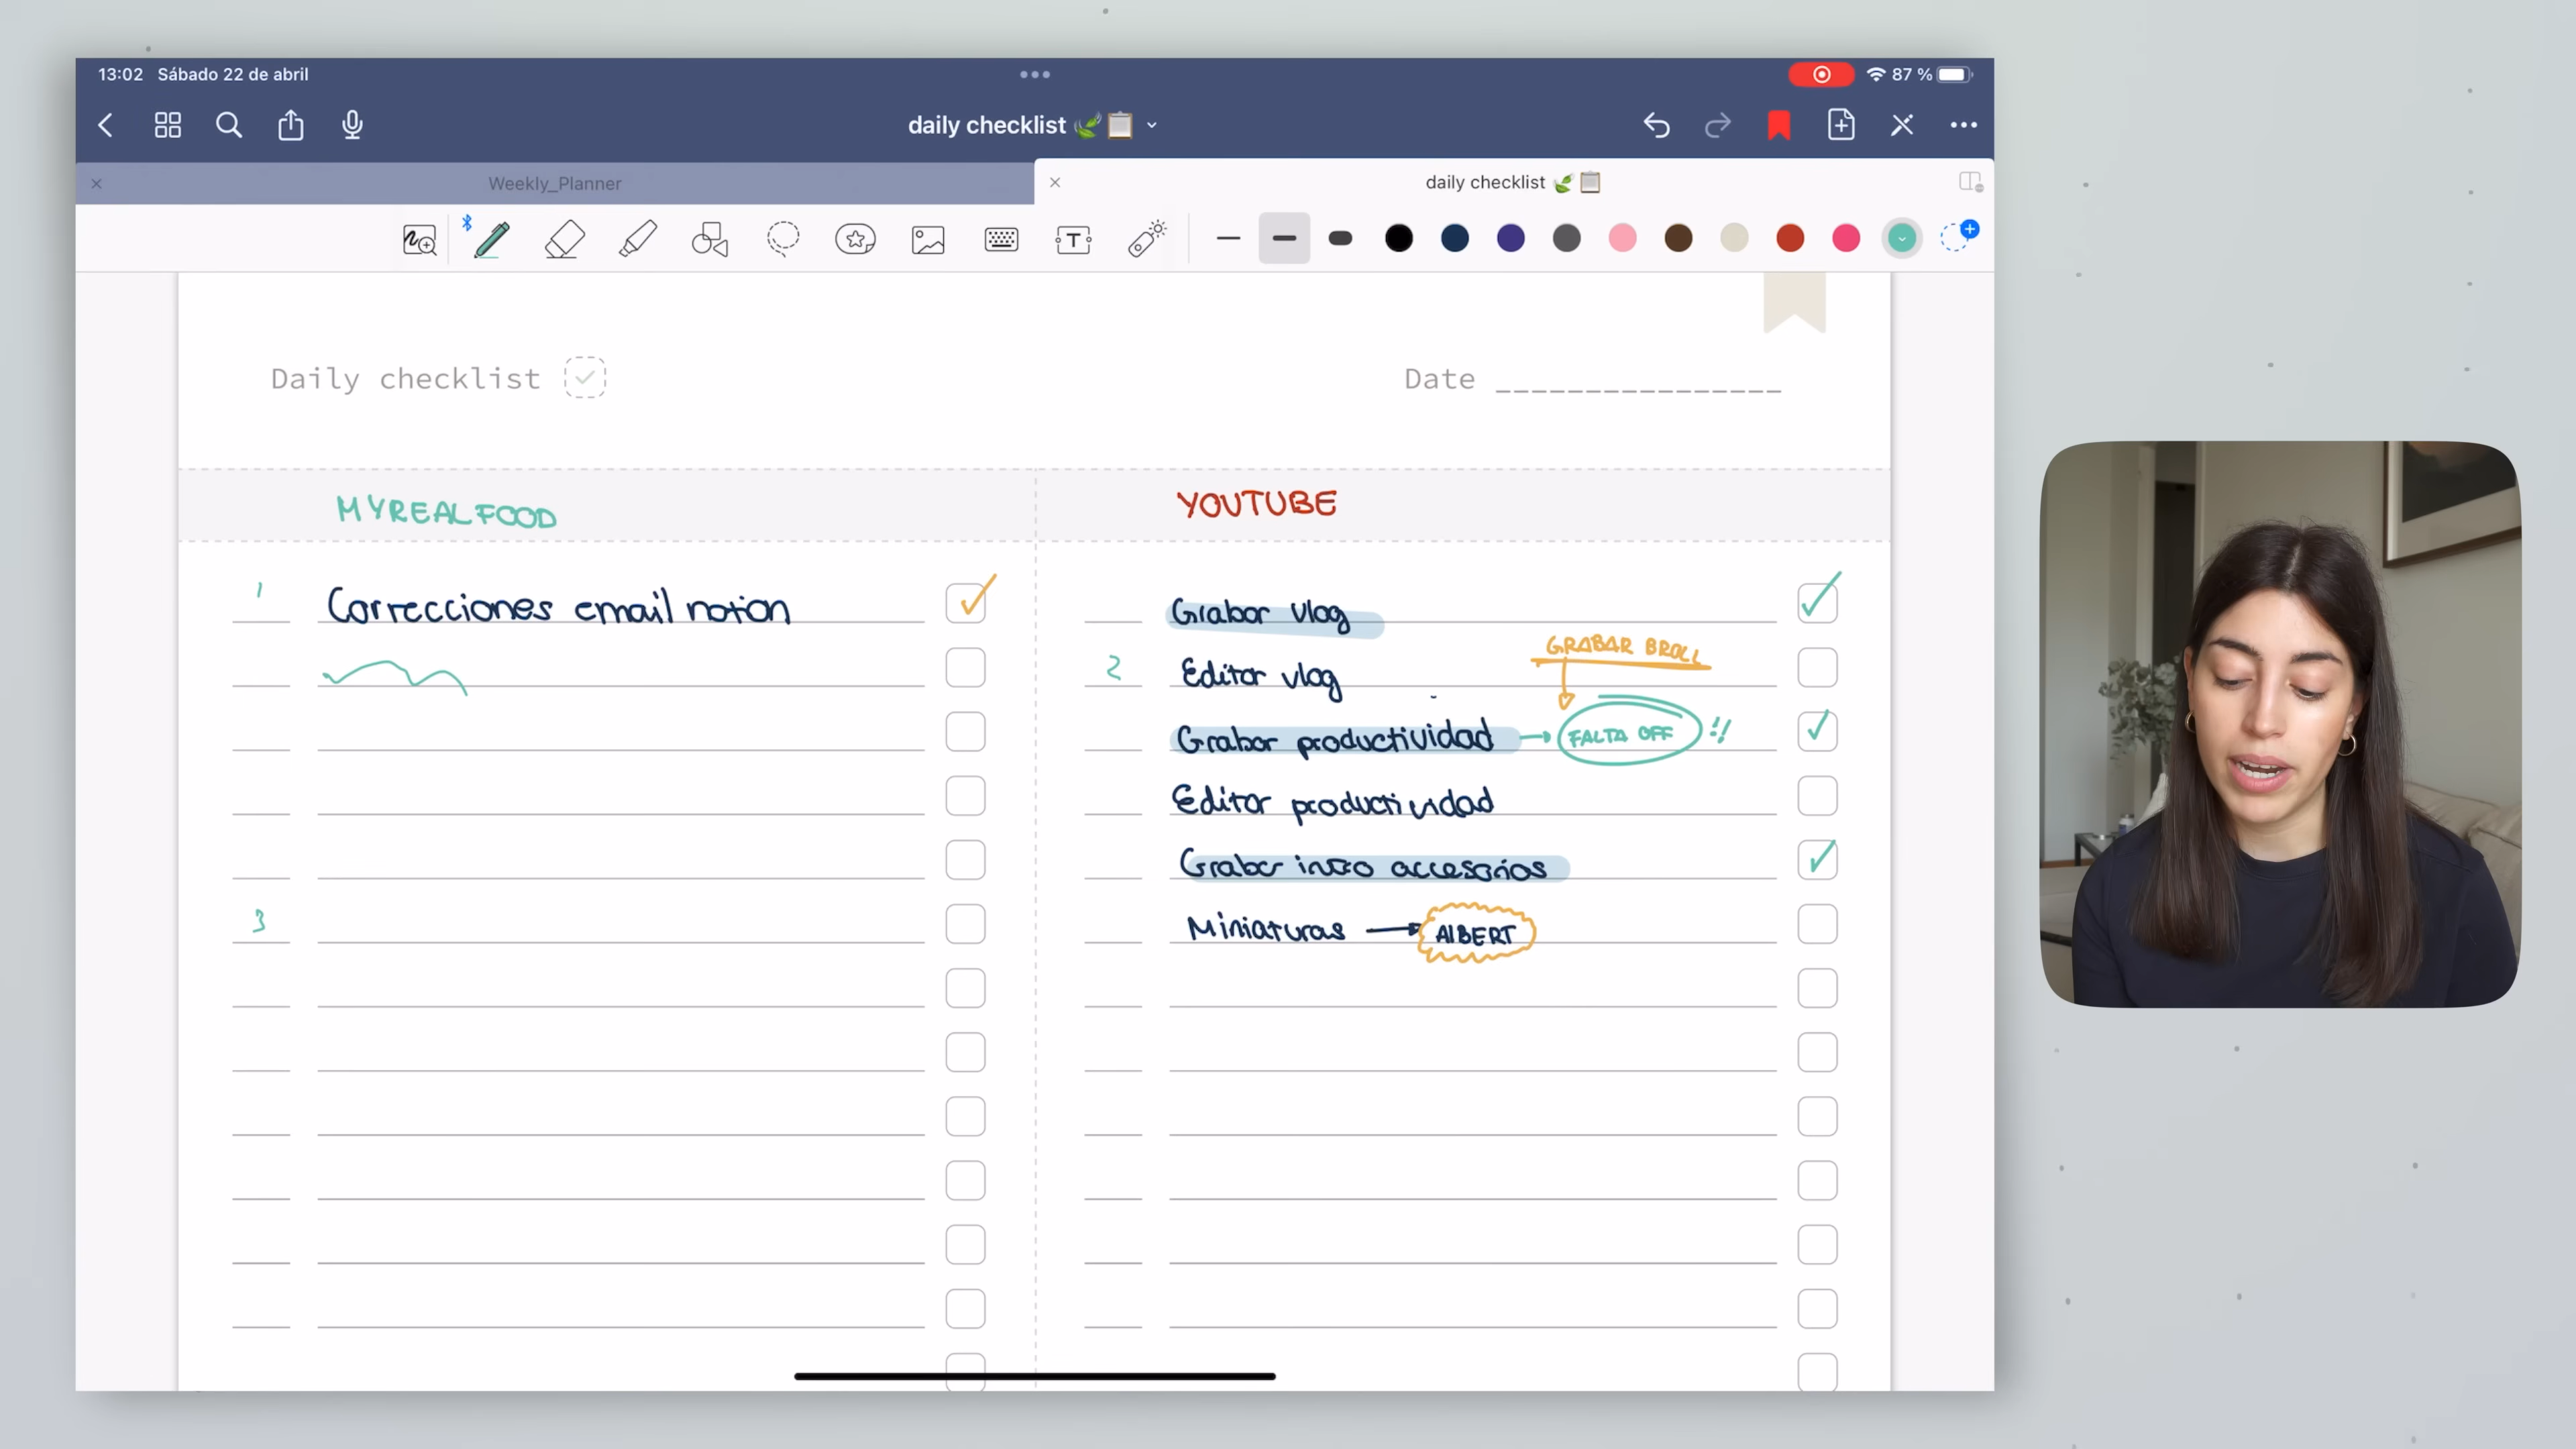 13:02 Sábado 22 de abril
87 %
daily checklist
Weekly_Planner
daily checklist
T
Daily checklist
Date _______________
MYREALFOOD
YOUTUBE
1 Correcciones email notion
Grabar vlog
GRABAR BROLL
2 Editar vlog
Grabar productividad → FALTA OFF !!
Editar productividad
Grabar intro accesorios
3
Miniaturas → AlBERT